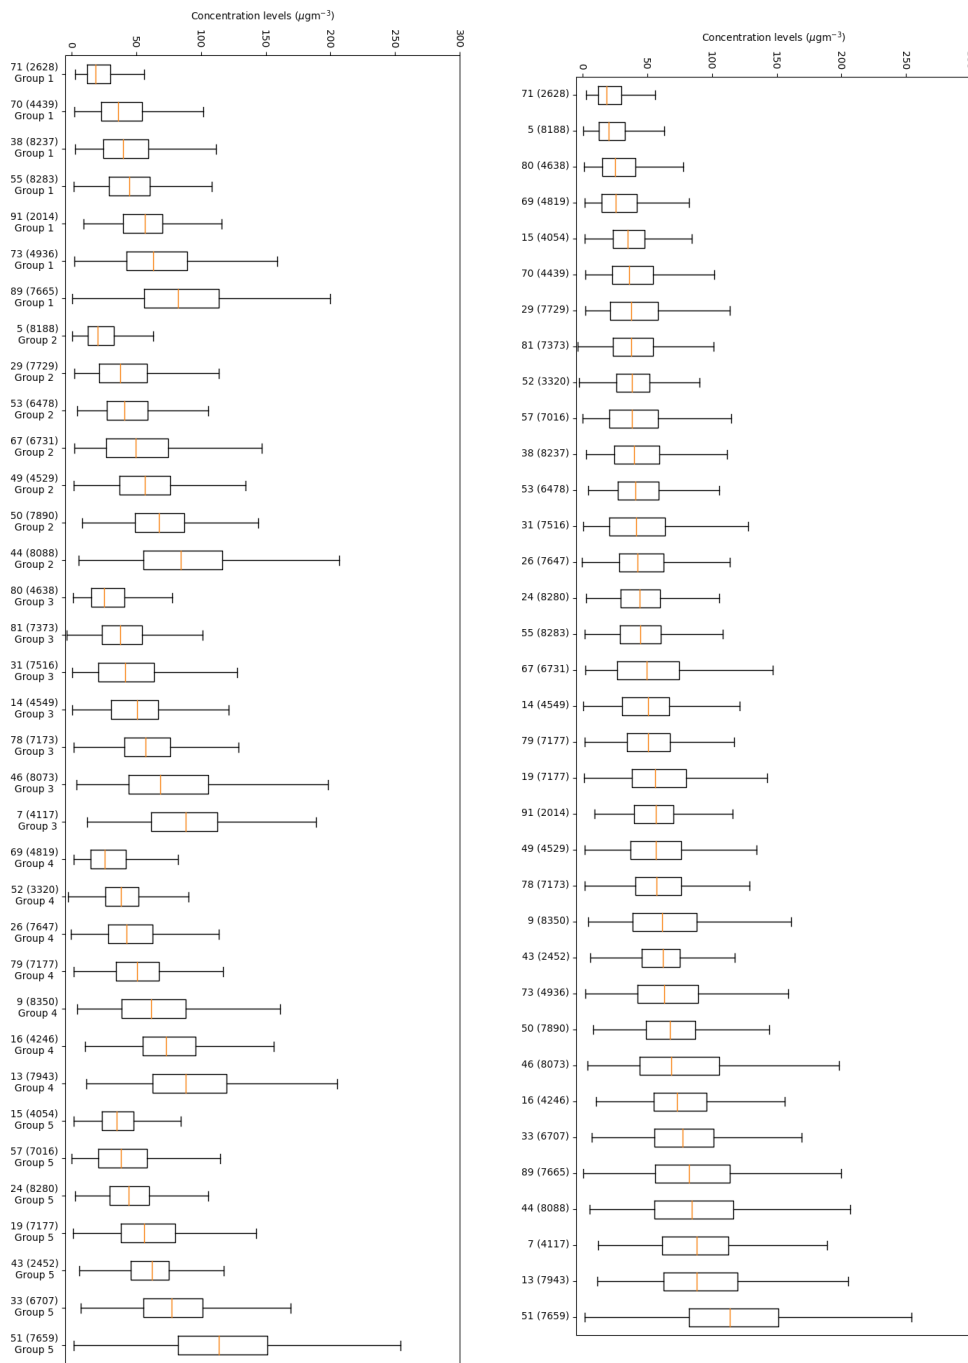 Concentration levels (μgm⁻³)
0 50 100 150 200 250 300
71 (2628)
Group 1
70 (4439)
Group 1
38 (8237)
Group 1
55 (8283)
Group 1
91 (2014)
Group 1
73 (4936)
Group 1
89 (7665)
Group 1
5 (8188)
Group 2
29 (7729)
Group 2
53 (6478)
Group 2
67 (6731)
Group 2
49 (4529)
Group 2
50 (7890)
Group 2
44 (8088)
Group 2
80 (4638)
Group 3
81 (7373)
Group 3
31 (7516)
Group 3
14 (4549)
Group 3
78 (7173)
Group 3
46 (8073)
Group 3
7 (4117)
Group 3
69 (4819)
Group 4
52 (3320)
Group 4
26 (7647)
Group 4
79 (7177)
Group 4
9 (8350)
Group 4
16 (4246)
Group 4
13 (7943)
Group 4
15 (4054)
Group 5
57 (7016)
Group 5
24 (8280)
Group 5
19 (7177)
Group 5
43 (2452)
Group 5
33 (6707)
Group 5
51 (7659)
Group 5
Concentration levels (μgm⁻³)
0 50 100 150 200 250
71 (2628)
5 (8188)
80 (4638)
69 (4819)
15 (4054)
70 (4439)
29 (7729)
81 (7373)
52 (3320)
57 (7016)
38 (8237)
53 (6478)
31 (7516)
26 (7647)
24 (8280)
55 (8283)
67 (6731)
14 (4549)
79 (7177)
19 (7177)
91 (2014)
49 (4529)
78 (7173)
9 (8350)
43 (2452)
73 (4936)
50 (7890)
46 (8073)
16 (4246)
33 (6707)
89 (7665)
44 (8088)
7 (4117)
13 (7943)
51 (7659)